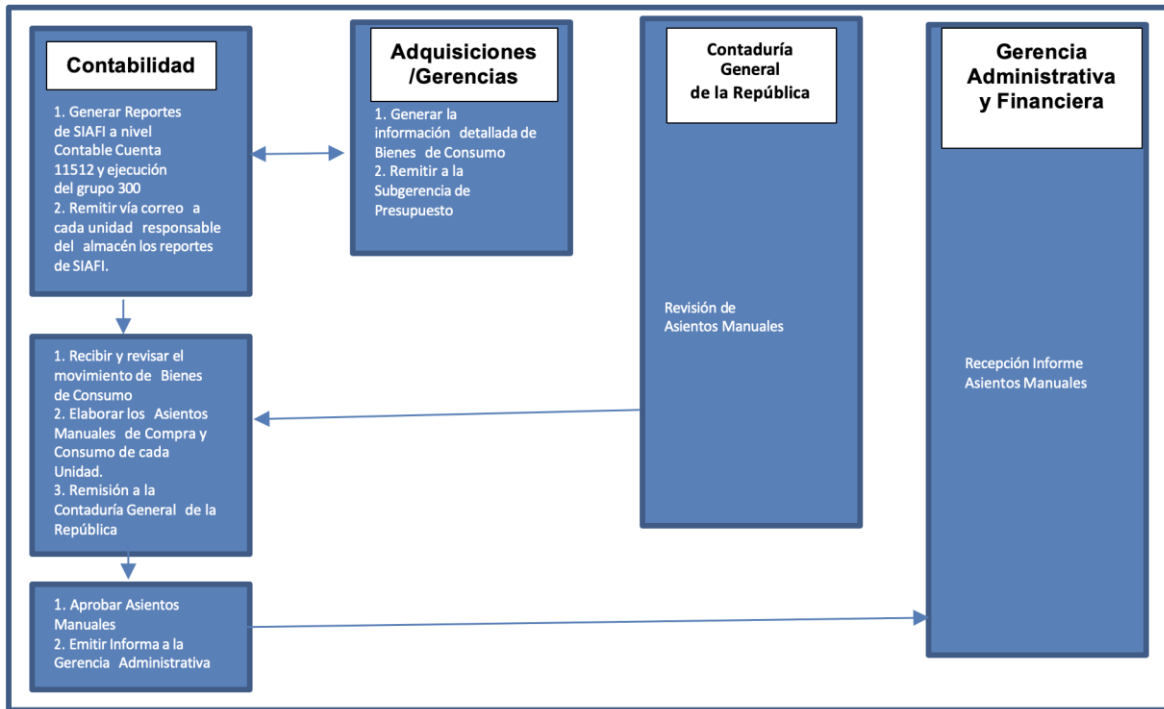 Contabilidad
1. Generar Reportes
de SIAFI a nivel
Contable Cuenta
11512 y ejecución
del grupo 300
2. Remitir vía correo a
cada unidad responsable
del almacén los reportes
de SIAFI.
Adquisiciones
/Gerencias
1. Generar la
información detallada de
Bienes de Consumo
2. Remitir a la
Subgerencia de
Presupuesto
Contaduría
General
de la República
Revisión de
Asientos Manuales
Gerencia
Administrativa
y Financiera
Recepción Informe
Asientos Manuales
1. Recibir y revisar el
movimiento de Bienes
de Consumo
2. Elaborar los Asientos
Manuales de Compra y
Consumo de cada
Unidad.
3. Remisión a la
Contaduría General de la
República
1. Aprobar Asientos
Manuales
2. Emitir Informa a la
Gerencia Administrativa